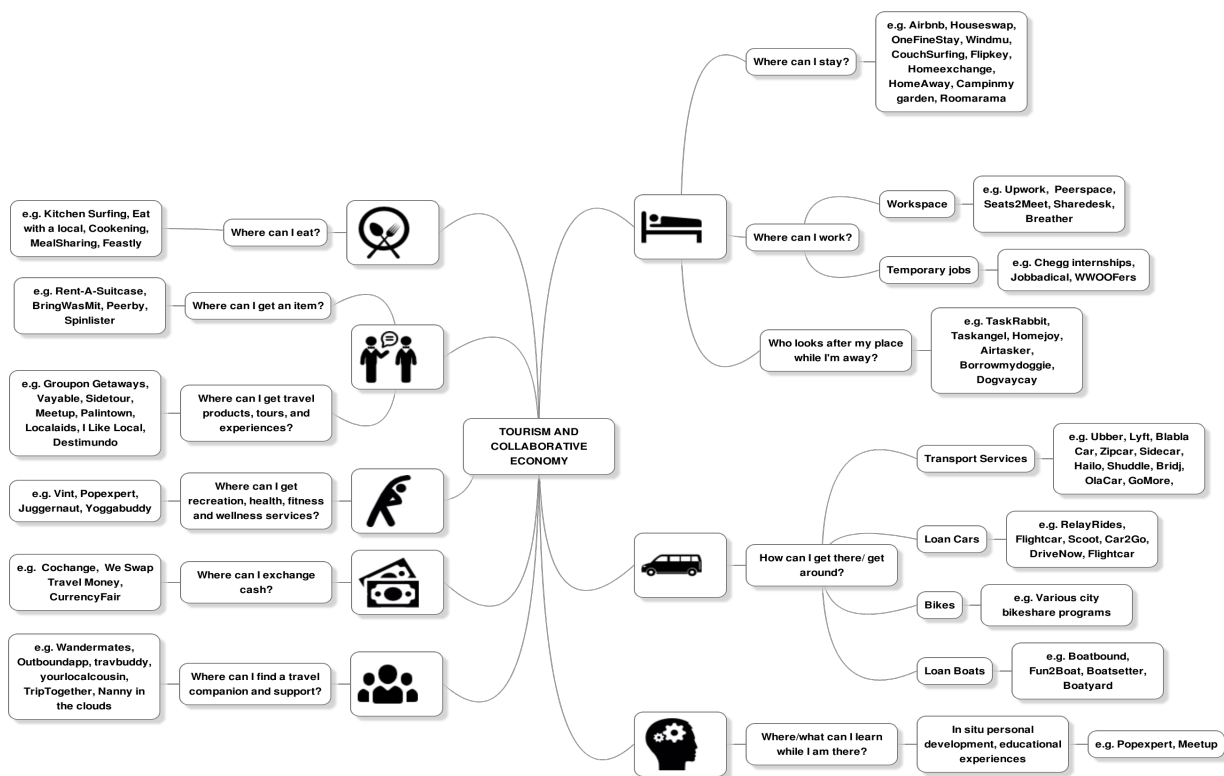 e.g. Airbnb, Houseswap,
OneFineStay, Windmu,
CouchSurfing, Flipkey,
Homeexchange,
HomeAway, Campinmy
garden, Roomarama
Where can I stay?
e.g. Upwork, Peerspace,
Seats2Meet, Sharedesk,
Breather
Workspace
Where can I work?
Temporary jobs
e.g. Chegg internships,
Jobbadical, WWOOFers
Who looks after my place
while I'm away?
e.g. TaskRabbit,
Taskangel, Homejoy,
Airtasker,
Borrowmydoggie,
Dogvaycay
e.g. Kitchen Surfing, Eat
with a local, Cookening,
MealSharing, Feastly
Where can I eat?
e.g. Rent-A-Suitcase,
BringWasMit, Peerby,
Spinlister
Where can I get an item?
e.g. Groupon Getaways,
Vayable, Sidetour,
Meetup, Palintown,
Localaids, I Like Local,
Destimundo
Where can I get travel
products, tours, and
experiences?
TOURISM AND
COLLABORATIVE
ECONOMY
e.g. Vint, Popexpert,
Juggernaut, Yoggabuddy
Where can I get
recreation, health, fitness
and wellness services?
e.g. Cochange, We Swap
Travel Money,
CurrencyFair
Where can I exchange
cash?
e.g. Wandermates,
Outboundapp, travbuddy,
yourlocalcousin,
TripTogether, Nanny in
the clouds
Where can I find a travel
companion and support?
How can I get there/ get
around?
Transport Services
e.g. Ubber, Lyft, Blabla
Car, Zipcar, Sidecar,
Hailo, Shuddle, Bridj,
OlaCar, GoMore,
Loan Cars
e.g. RelayRides,
Flightcar, Scoot, Car2Go,
DriveNow, Flightcar
Bikes
e.g. Various city
bikeshare programs
Loan Boats
e.g. Boatbound,
Fun2Boat, Boatsetter,
Boatyard
Where/what can I learn
while I am there?
In situ personal
development, educational
experiences
e.g. Popexpert, Meetup